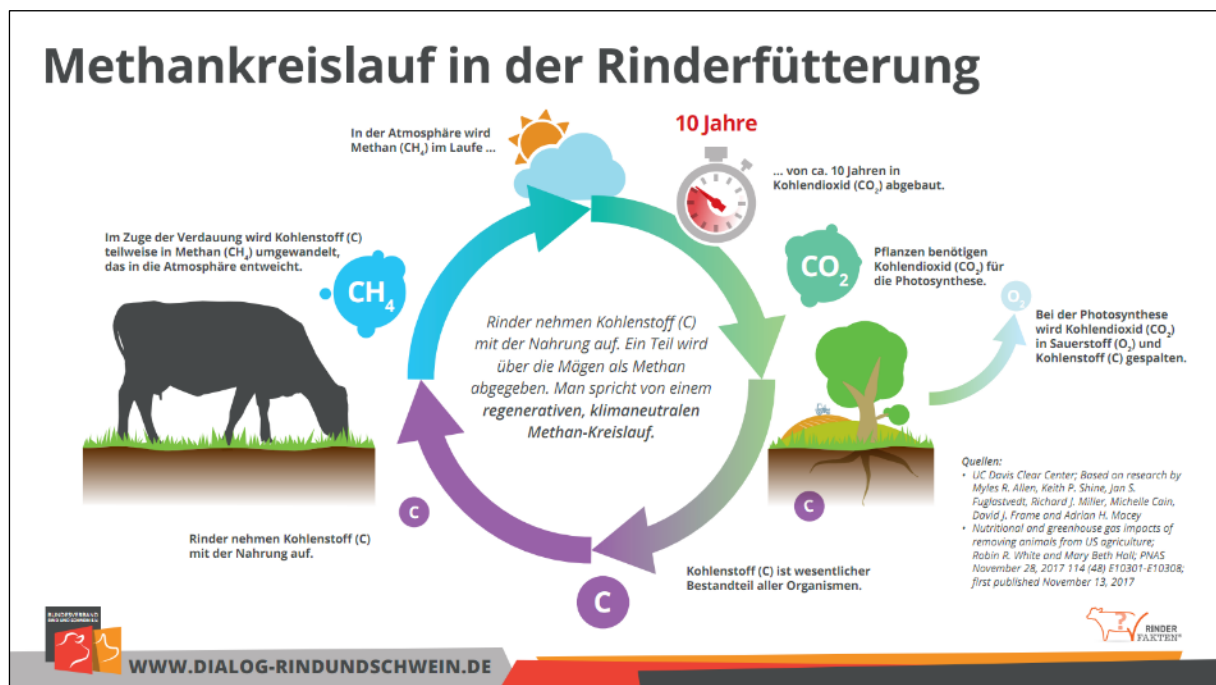 Methankreislauf in der Rinderfütterung
In der Atmosphäre wird
Methan (CH₄) im Laufe ...
10 Jahre
... von ca. 10 Jahren in
Kohlendioxid (CO₂) abgebaut.
Im Zuge der Verdauung wird Kohlenstoff (C)
teilweise in Methan (CH₄) umgewandelt,
das in die Atmosphäre entweicht.
CH₄
CO₂
Pflanzen benötigen
Kohlendioxid (CO₂) für
die Photosynthese.
O₂
Bei der Photosynthese
wird Kohlendioxid (CO₂)
in Sauerstoff (O₂) und
Kohlenstoff (C) gespalten.
Rinder nehmen Kohlenstoff (C)
mit der Nahrung auf. Ein Teil wird
über die Mägen als Methan
abgegeben. Man spricht von einem
regenerativen, klimaneutralen
Methan-Kreislauf.
C
C
Rinder nehmen Kohlenstoff (C)
mit der Nahrung auf.
C
Kohlenstoff (C) ist wesentlicher
Bestandteil aller Organismen.
Quellen:
• UC Davis Clear Center; Based on research by
Myles R. Allen, Keith P. Shine, Jan S.
Fuglastvedt, Richard J. Miller, Michelle Cain,
David J. Frame and Adrian H. Macey
• Nutritional and greenhouse gas impacts of
removing animals from US agriculture;
Robin R. White and Mary Beth Hall; PNAS
November 28, 2017 114 (48) E10301-E10308;
first published November 13, 2017
BUNDESVERBAND
RIND UND SCHWEIN E.V.
WWW.DIALOG-RINDUNDSCHWEIN.DE
?
RINDER
FAKTEN®